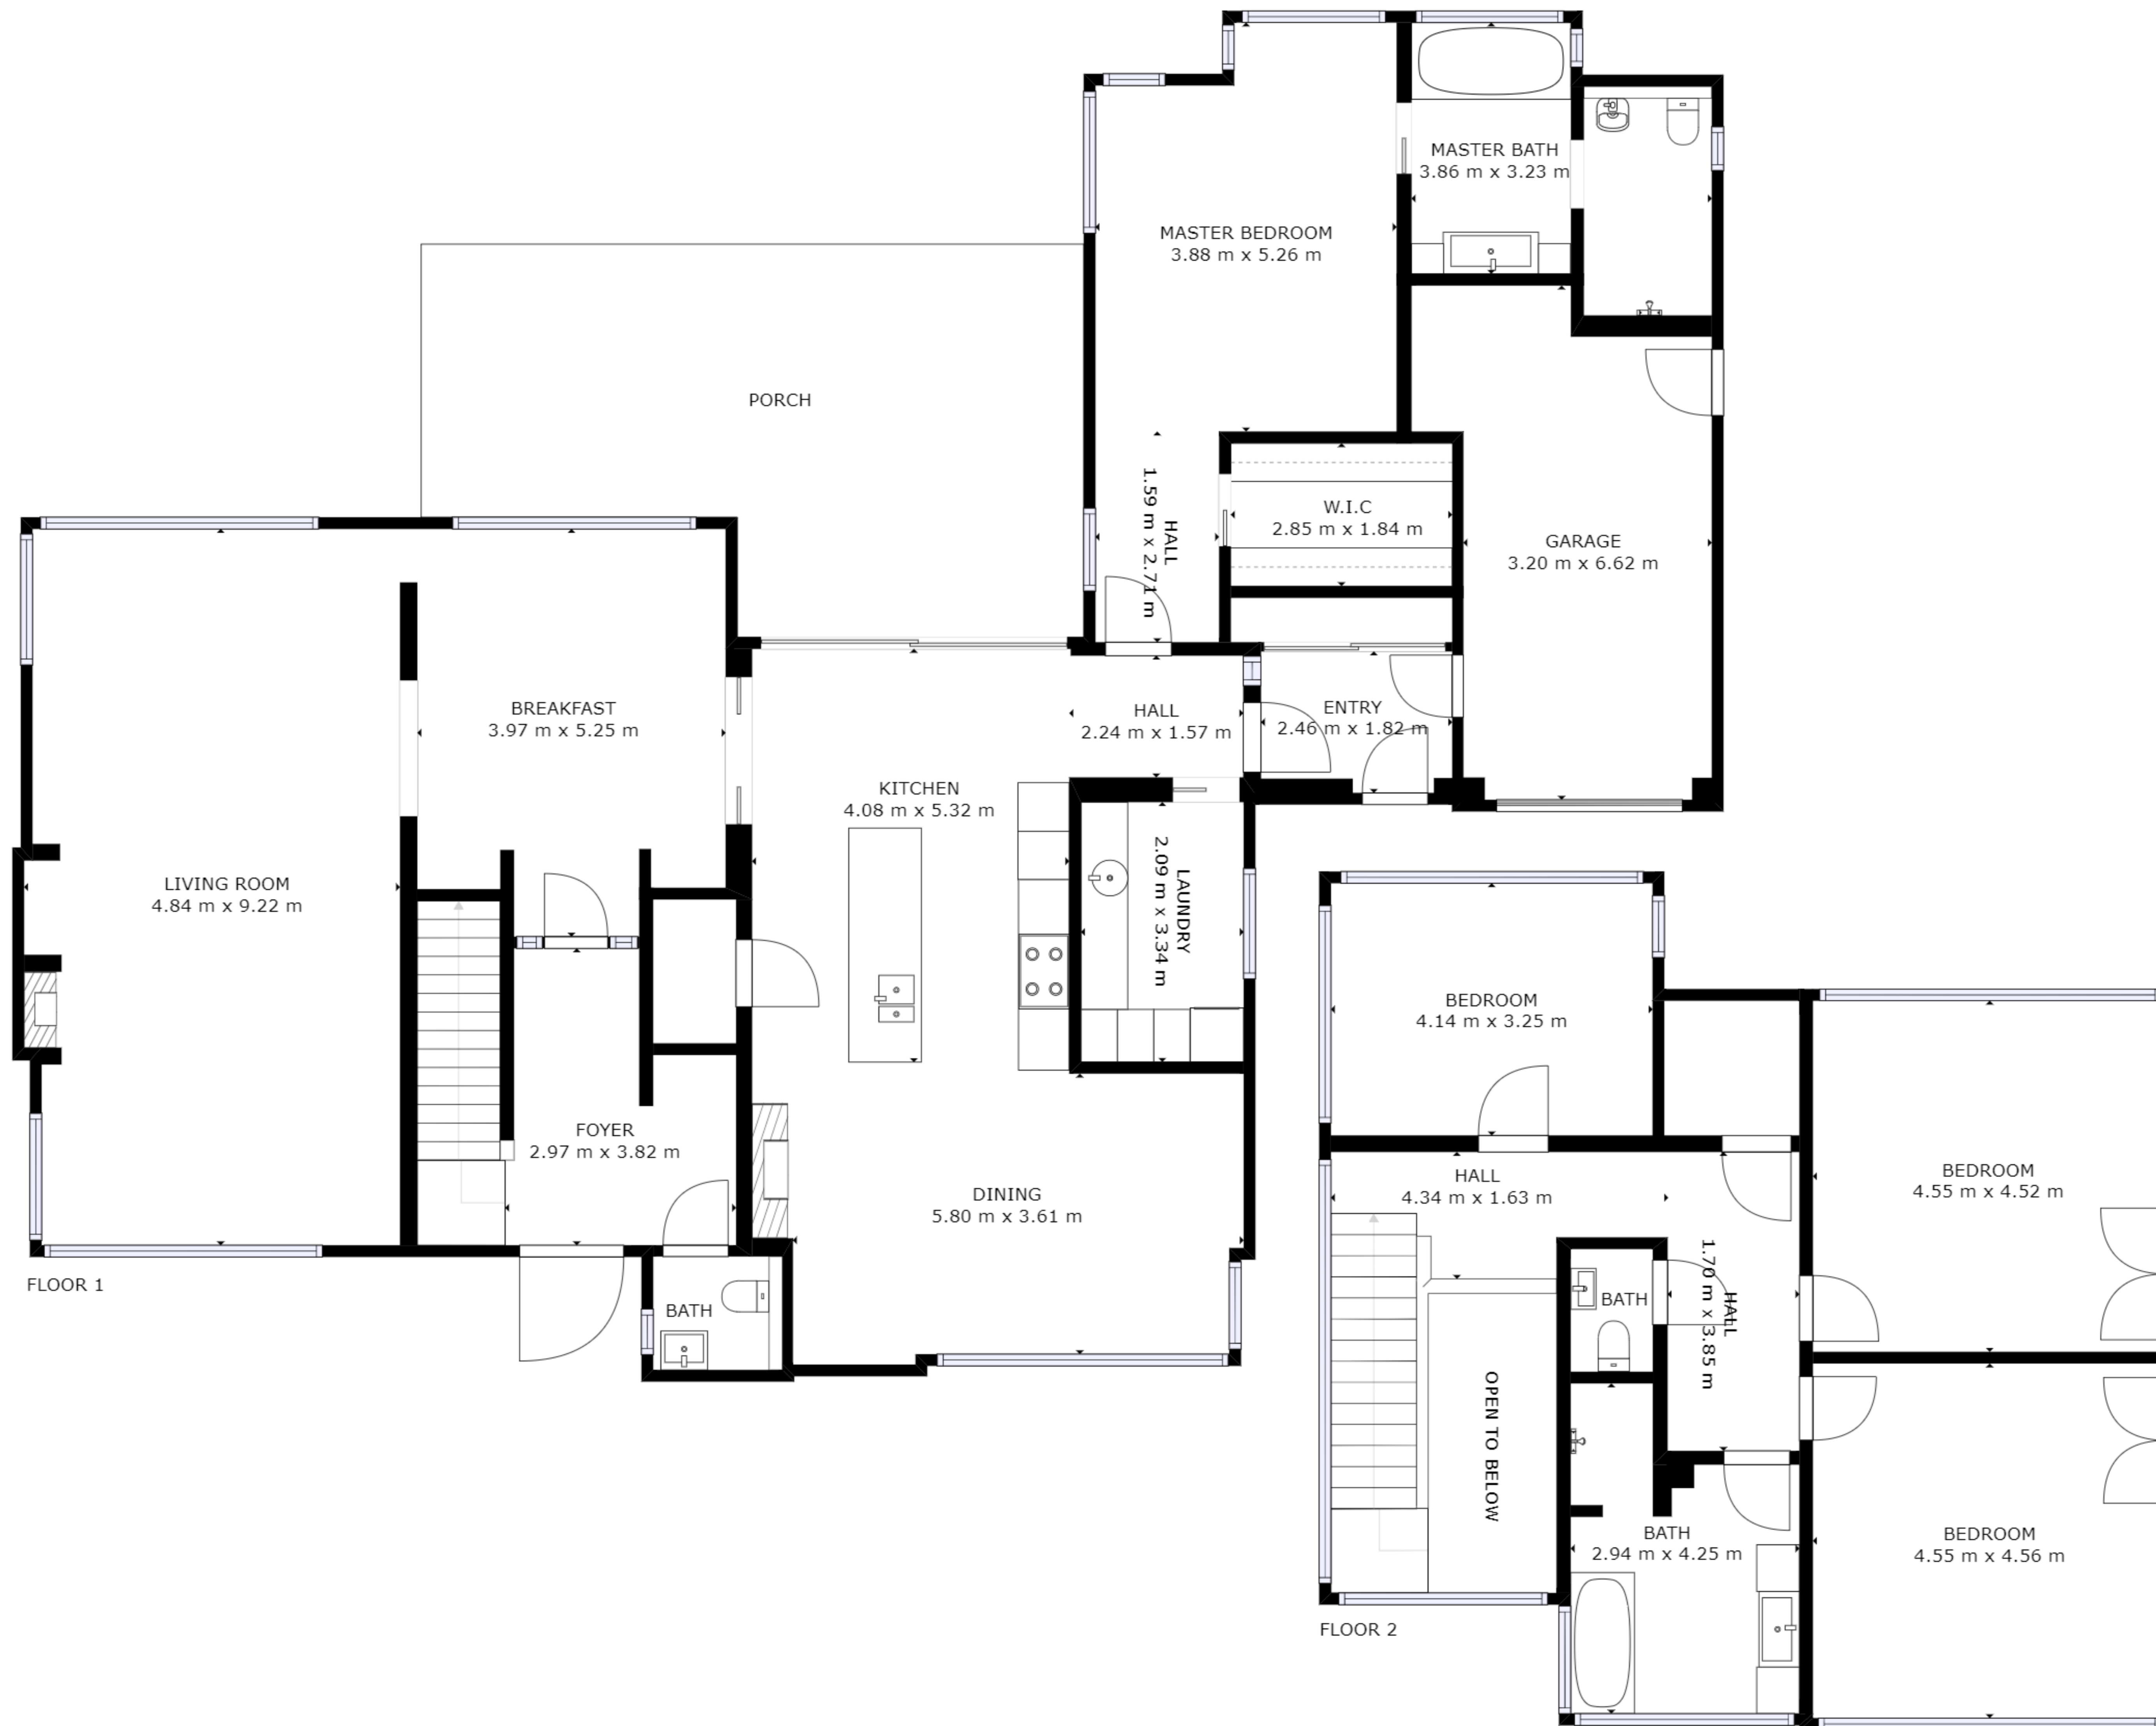 MASTER BATH
3.86 m x 3.23 m
MASTER BEDROOM
3.88 m x 5.26 m
PORCH
HALL
1.59 m x 2.71 m
W.I.C
2.85 m x 1.84 m
GARAGE
3.20 m x 6.62 m
BREAKFAST
3.97 m x 5.25 m
HALL
2.24 m x 1.57 m
ENTRY
2.46 m x 1.82 m
KITCHEN
4.08 m x 5.32 m
LIVING ROOM
4.84 m x 9.22 m
LAUNDRY
2.09 m x 3.34 m
FOYER
2.97 m x 3.82 m
DINING
5.80 m x 3.61 m
BATH
FLOOR 1
BEDROOM
4.14 m x 3.25 m
HALL
4.34 m x 1.63 m
BEDROOM
4.55 m x 4.52 m
BATH
HALL
1.70 m x 3.85 m
OPEN TO BELOW
BATH
2.94 m x 4.25 m
BEDROOM
4.55 m x 4.56 m
FLOOR 2